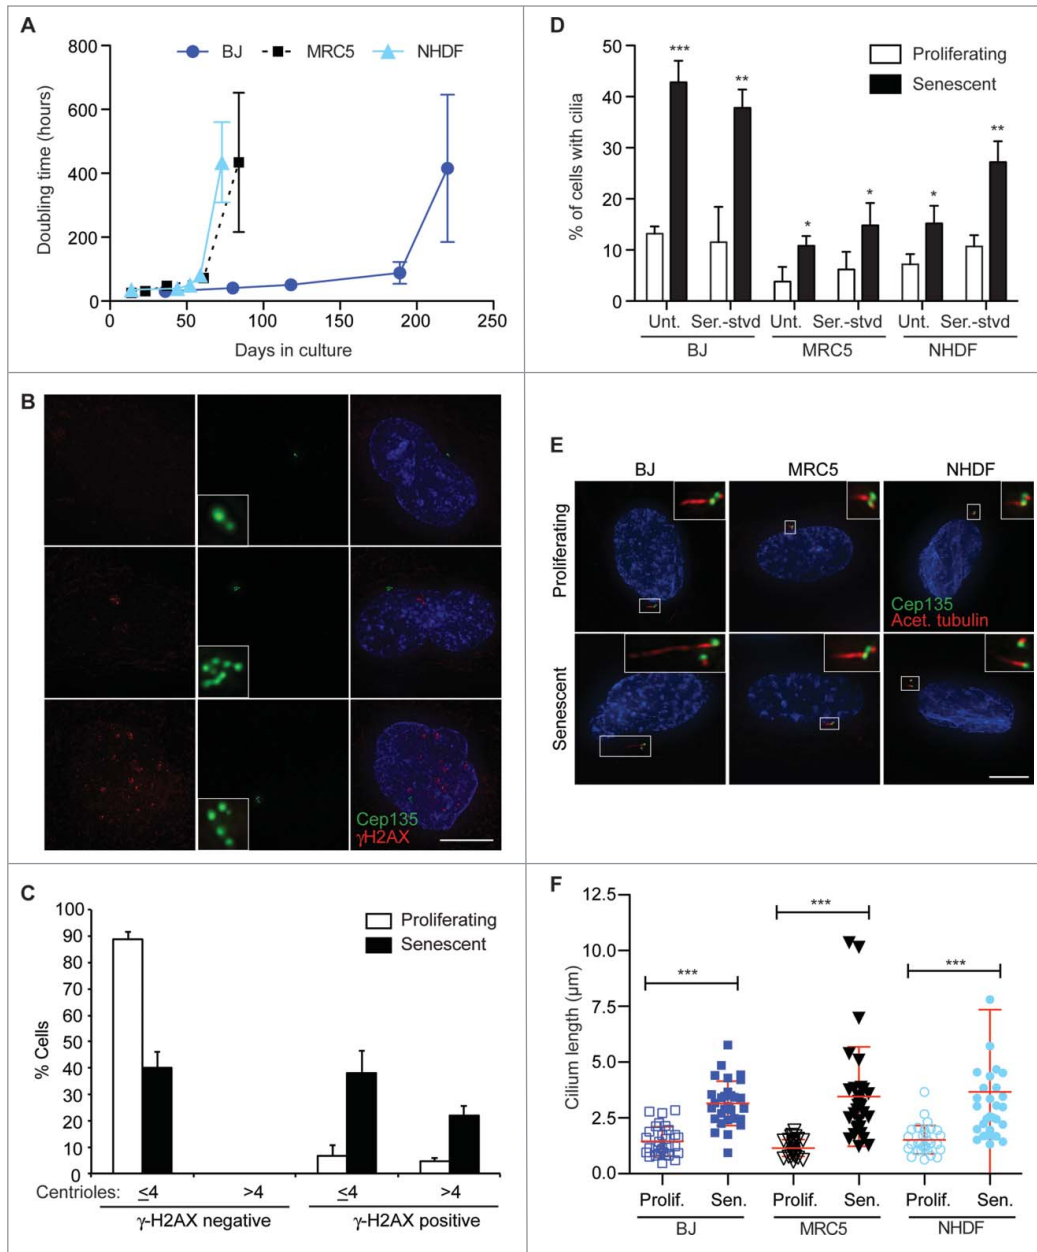 A
BJ MRC5 NHDF
Doubling time (hours)
800
600
400
200
0
0 50 100 150 200 250
Days in culture
D
% of cells with cilia
50
40
30
20
10
0
Proliferating
Senescent
***
**
*
*
*
**
Unt. Ser.-stvd Unt. Ser.-stvd Unt. Ser.-stvd
BJ MRC5 NHDF
B
Cep135
γH2AX
E
BJ MRC5 NHDF
Proliferating
Cep135
Acet. tubulin
Senescent
C
% Cells
100
90
80
70
60
50
40
30
20
10
0
Proliferating
Senescent
Centrioles: ≤4 >4 ≤4 >4
γ-H2AX negative γ-H2AX positive
F
Cilium length (µm)
12.5
10.0
7.5
5.0
2.5
0.0
***
***
***
Prolif. Sen. Prolif. Sen. Prolif. Sen.
BJ MRC5 NHDF